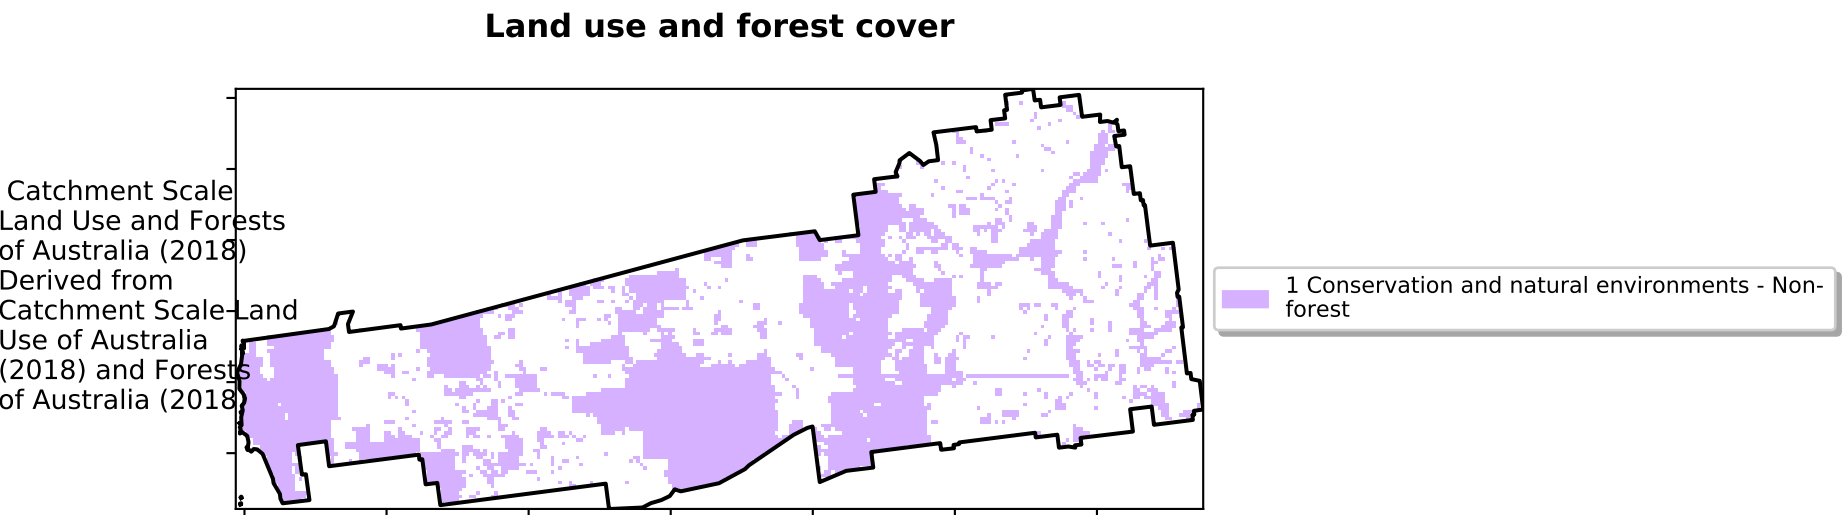 Land use and forest cover
Catchment Scale
Land Use and Forests
of Australia (2018)
Derived from
Catchment Scale Land
Use of Australia
(2018) and Forests
of Australia (2018
1 Conservation and natural environments - Non-
forest